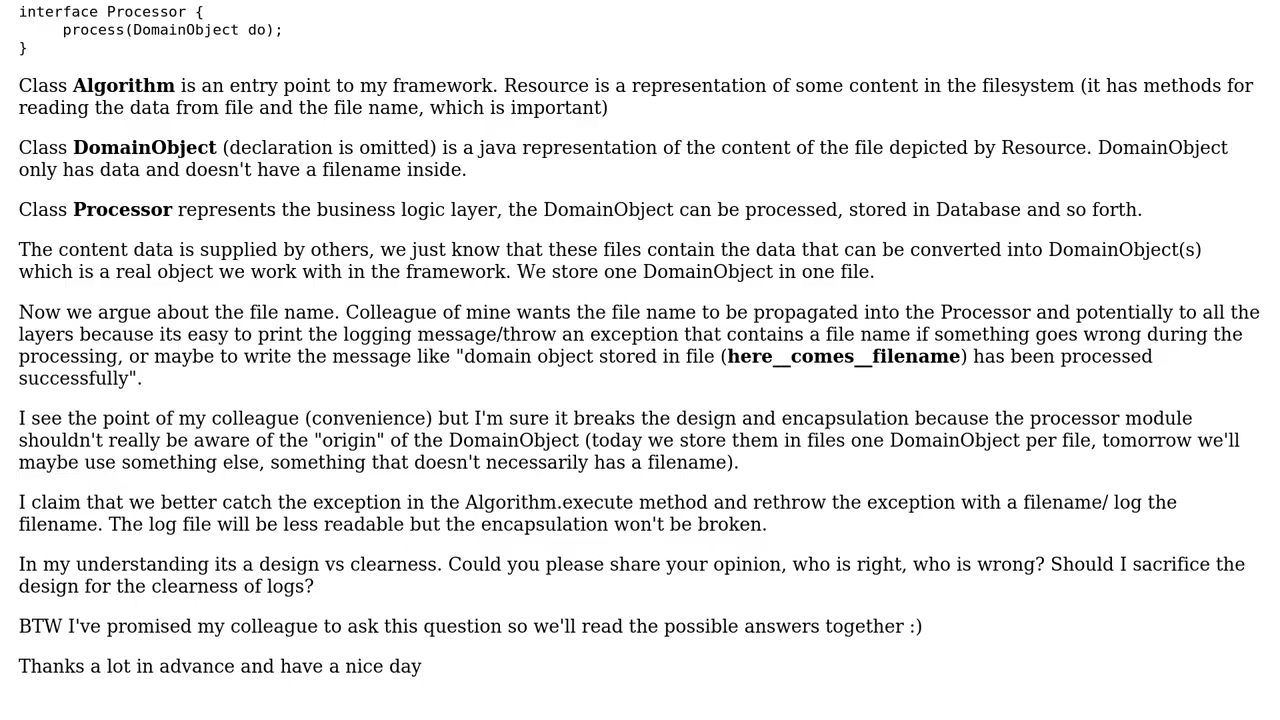 interface Processor {
     process(DomainObject do);
}
Class Algorithm is an entry point to my framework. Resource is a representation of some content in the filesystem (it has methods for
reading the data from file and the file name, which is important)
Class DomainObject (declaration is omitted) is a java representation of the content of the file depicted by Resource. DomainObject
only has data and doesn't have a filename inside.
Class Processor represents the business logic layer, the DomainObject can be processed, stored in Database and so forth.
The content data is supplied by others, we just know that these files contain the data that can be converted into DomainObject(s)
which is a real object we work with in the framework. We store one DomainObject in one file.
Now we argue about the file name. Colleague of mine wants the file name to be propagated into the Processor and potentially to all the
layers because its easy to print the logging message/throw an exception that contains a file name if something goes wrong during the
processing, or maybe to write the message like "domain object stored in file (here__comes__filename) has been processed
successfully".
I see the point of my colleague (convenience) but I'm sure it breaks the design and encapsulation because the processor module
shouldn't really be aware of the "origin" of the DomainObject (today we store them in files one DomainObject per file, tomorrow we'll
maybe use something else, something that doesn't necessarily has a filename).
I claim that we better catch the exception in the Algorithm.execute method and rethrow the exception with a filename/ log the
filename. The log file will be less readable but the encapsulation won't be broken.
In my understanding its a design vs clearness. Could you please share your opinion, who is right, who is wrong? Should I sacrifice the
design for the clearness of logs?
BTW I've promised my colleague to ask this question so we'll read the possible answers together :)
Thanks a lot in advance and have a nice day